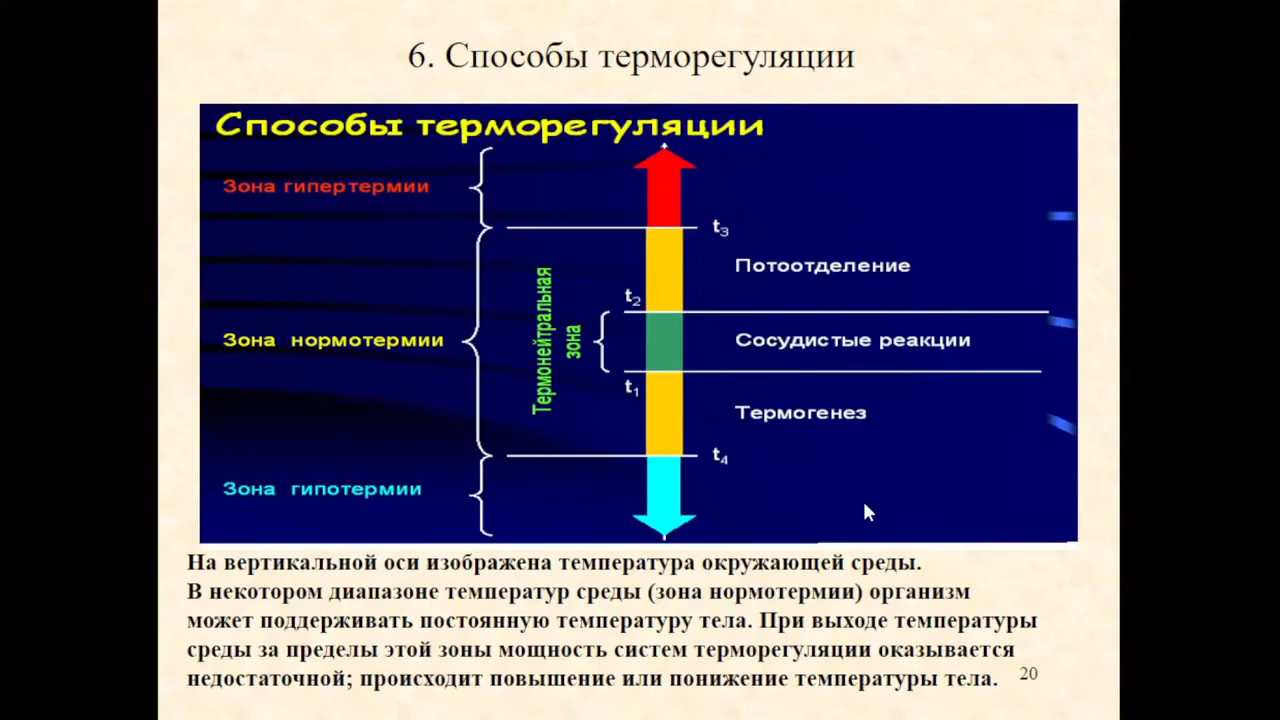 6. Способы терморегуляции
Способы терморегуляции
Зона гипертермии
t3
Потоотделение
t2
Термонейтральная
зона
Зона нормотермии
Сосудистые реакции
t1
Термогенез
t4
Зона гипотермии
На вертикальной оси изображена температура окружающей среды.
В некотором диапазоне температур среды (зона нормотермии) организм
может поддерживать постоянную температуру тела. При выходе температуры
среды за пределы этой зоны мощность систем терморегуляции оказывается
недостаточной; происходит повышение или понижение температуры тела.
20